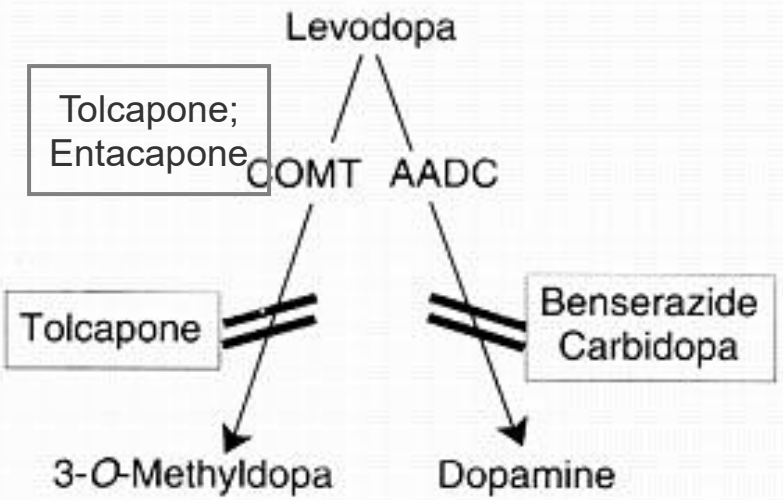 Levodopa
Tolcapone;
Entacapone
COMT AADC
Tolcapone
Benserazide
Carbidopa
3-O-Methyldopa
Dopamine